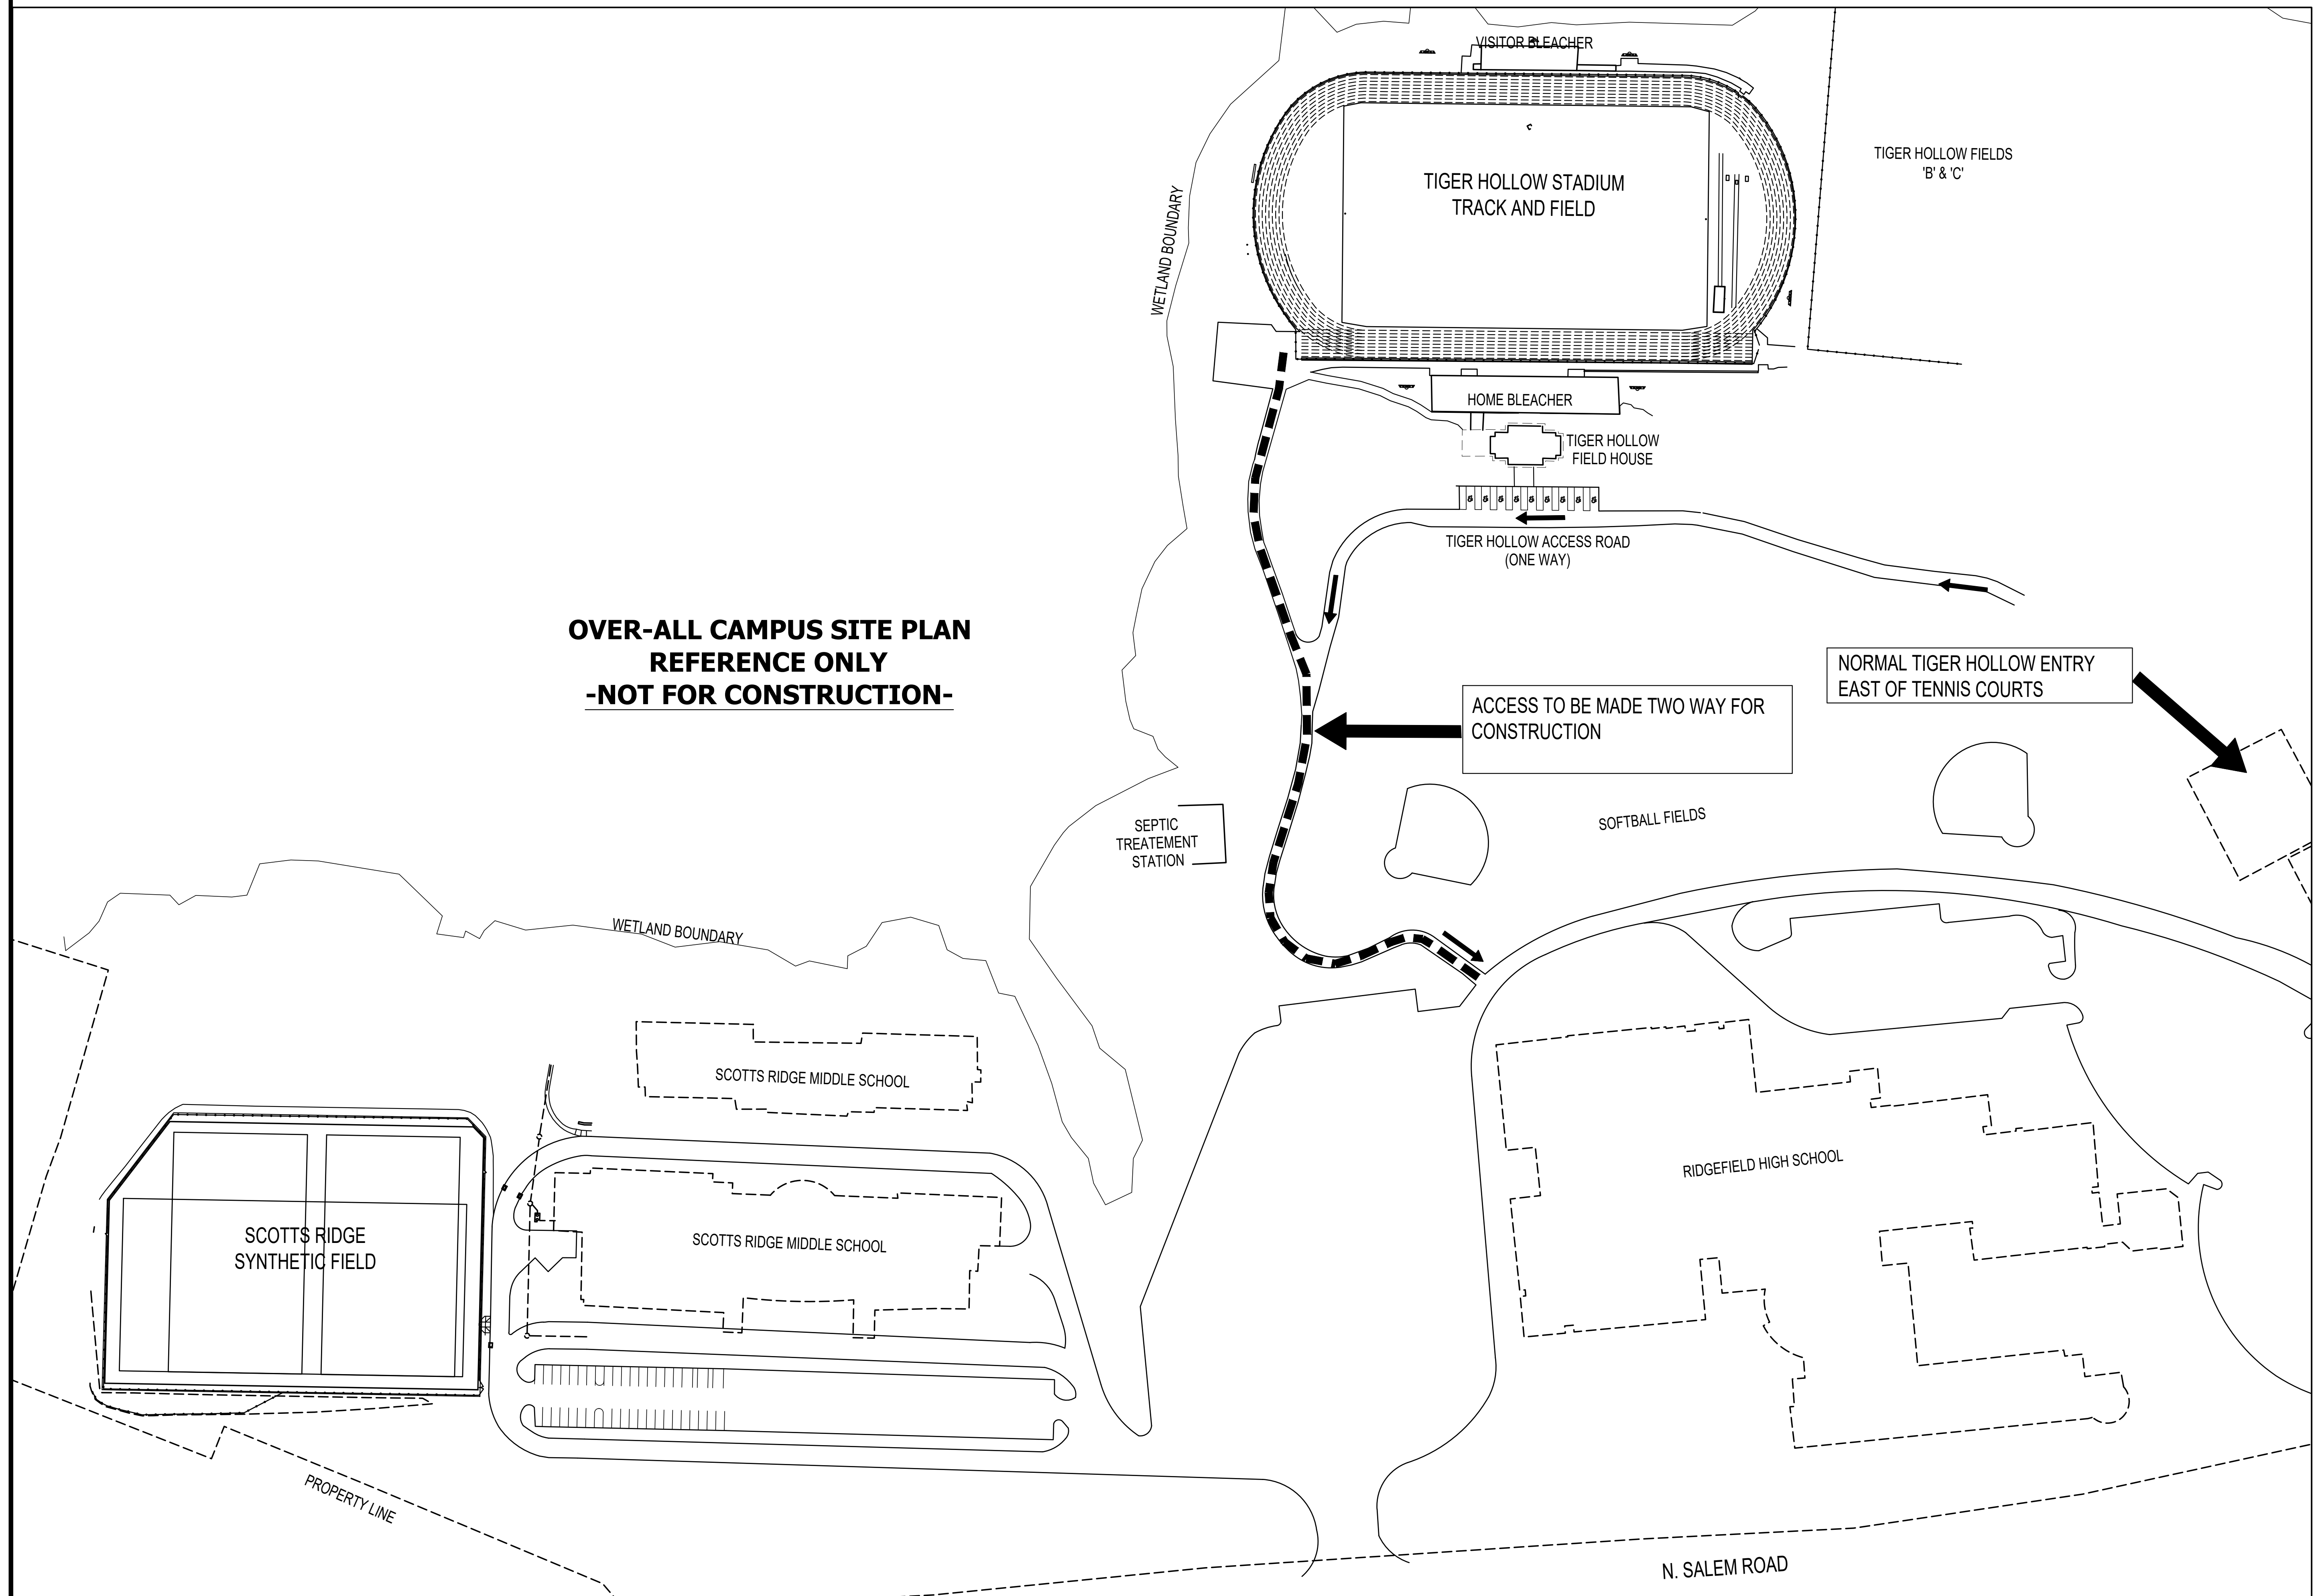 VISITOR BLEACHER
TIGER HOLLOW FIELDS
'B' & 'C'
TIGER HOLLOW STADIUM
TRACK AND FIELD
WETLAND BOUNDARY
HOME BLEACHER
TIGER HOLLOW
FIELD HOUSE
TIGER HOLLOW ACCESS ROAD
(ONE WAY)
OVER-ALL CAMPUS SITE PLAN
REFERENCE ONLY
-NOT FOR CONSTRUCTION-
NORMAL TIGER HOLLOW ENTRY
EAST OF TENNIS COURTS
ACCESS TO BE MADE TWO WAY FOR
CONSTRUCTION
SOFTBALL FIELDS
SEPTIC
TREATEMENT
STATION
WETLAND BOUNDARY
SCOTTS RIDGE MIDDLE SCHOOL
RIDGEFIELD HIGH SCHOOL
SCOTTS RIDGE
SYNTHETIC FIELD
SCOTTS RIDGE MIDDLE SCHOOL
PROPERTY LINE
N. SALEM ROAD